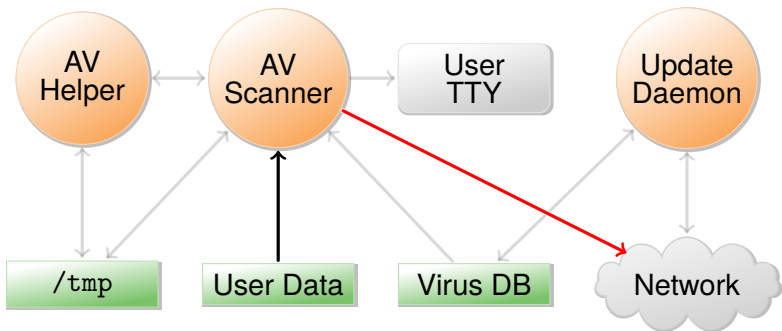 AV
Helper
AV
Scanner
User
TTY
Update
Daemon
/tmp
User Data
Virus DB
Network